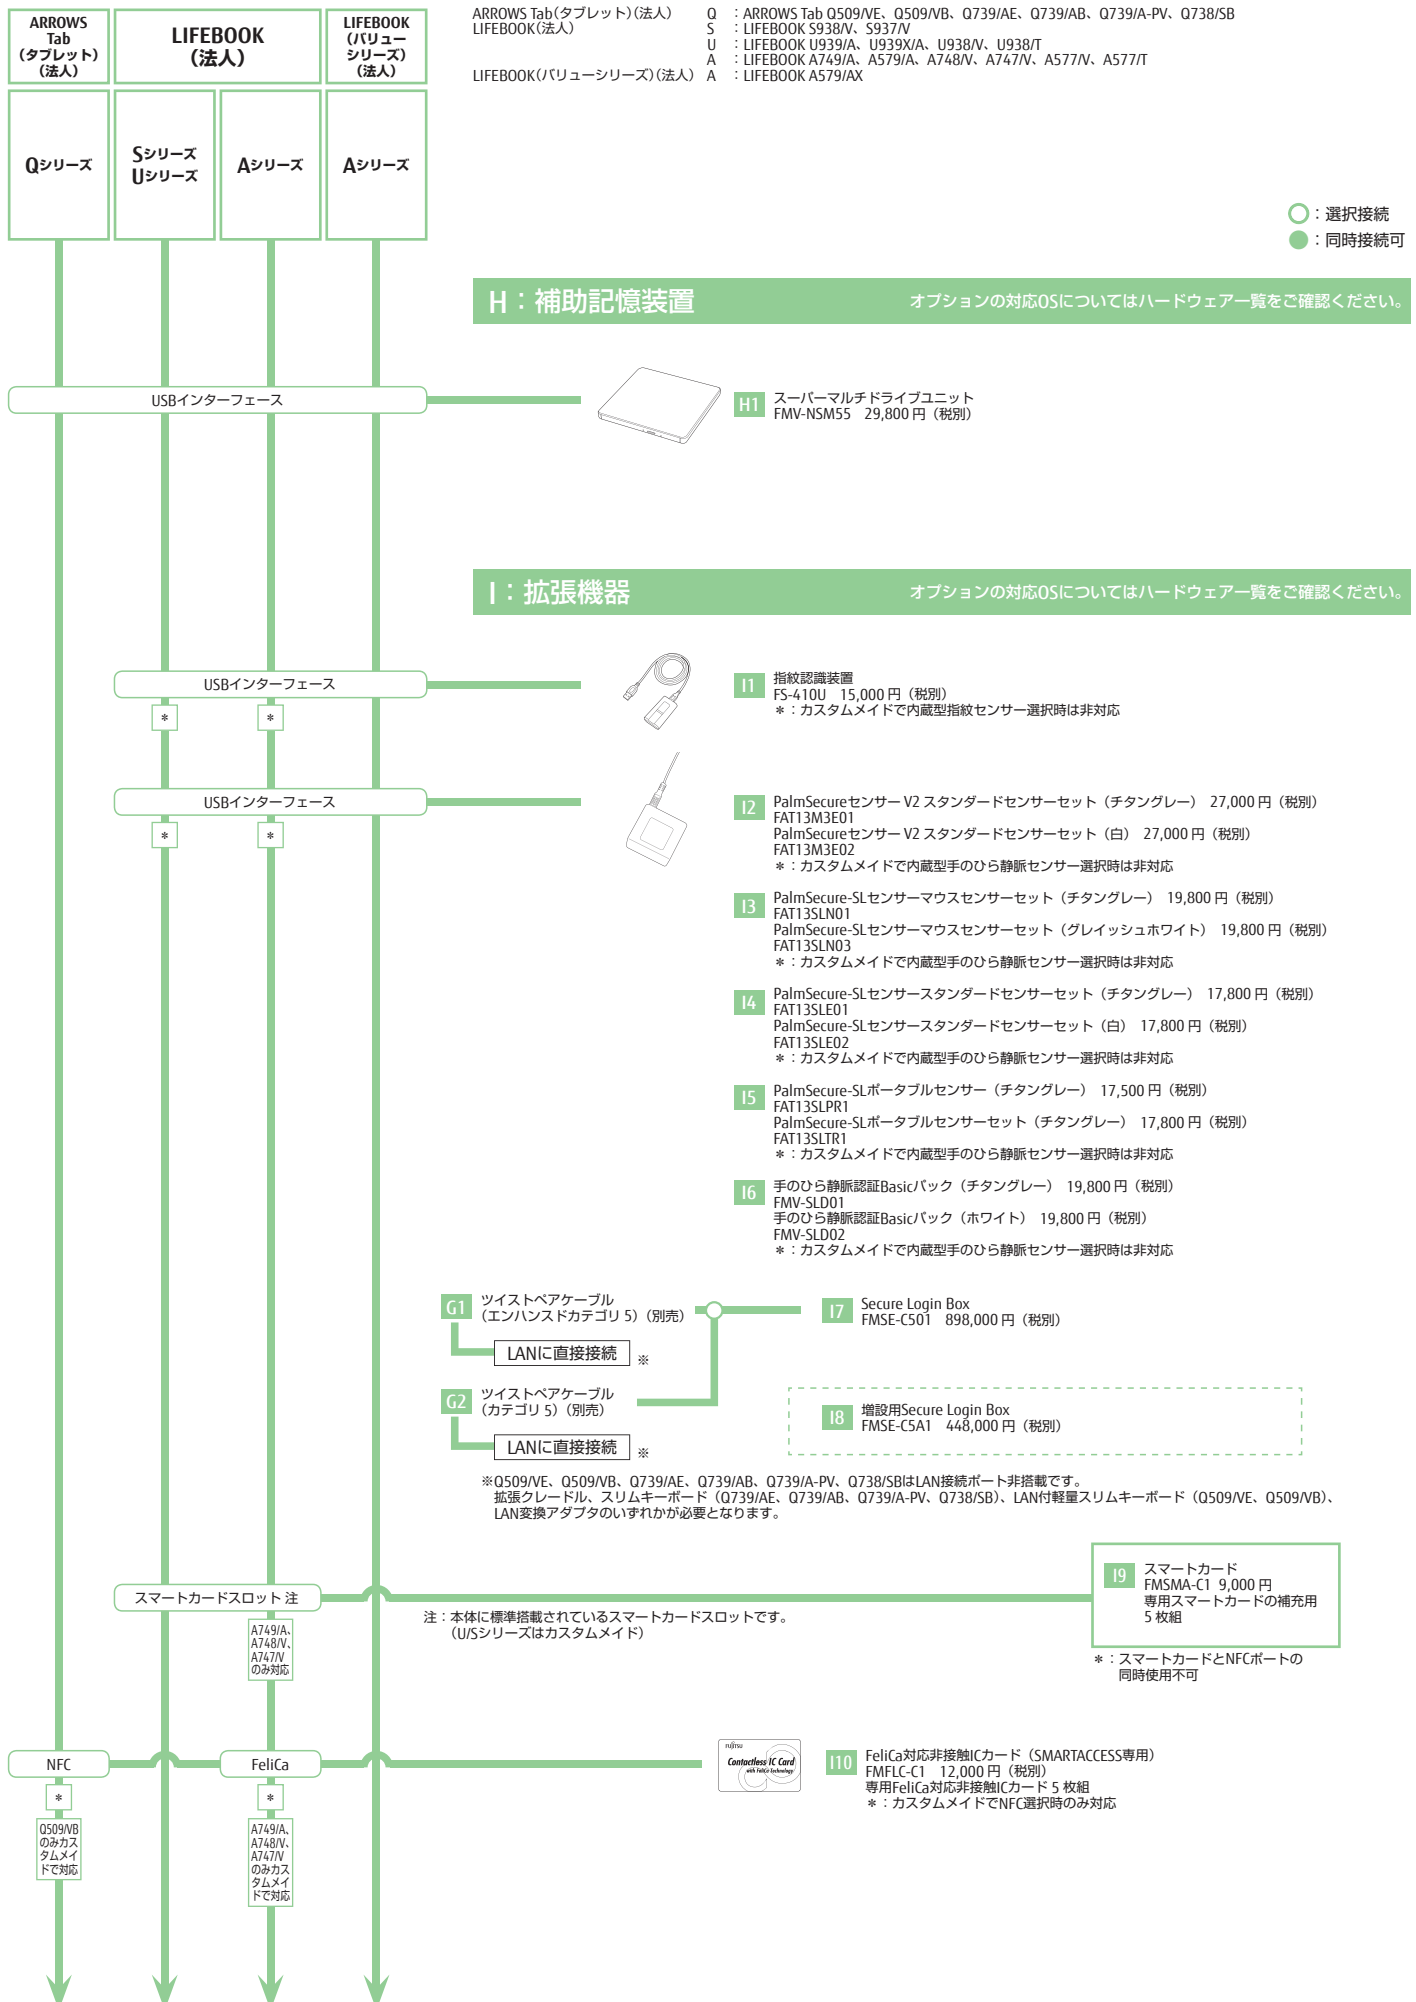 ARROWS
Tab
（タブレット）
（法人）
LIFEBOOK
（法人）
LIFEBOOK
（バリュー
シリーズ）
（法人）
ARROWS Tab（タブレット）（法人） Q ：ARROWS Tab Q509/VE、Q509/VB、Q739/AE、Q739/AB、Q739/A-PV、Q738/SB
LIFEBOOK（法人） S ：LIFEBOOK S938/V、S937/V
U ：LIFEBOOK U939/A、U939X/A、U938/V、U938/T
A ：LIFEBOOK A749/A、A579/A、A748/V、A747/V、A577/V、A577/T
LIFEBOOK（バリューシリーズ）（法人） A ：LIFEBOOK A579/AX
Qシリーズ
Sシリーズ
Uシリーズ
Aシリーズ
Aシリーズ
：選択接続
：同時接続可
H：補助記憶装置 オプションの対応OSについてはハードウェア一覧をご確認ください。
USBインターフェース
H1 スーパーマルチドライブユニット
FMV-NSM55 29,800円（税別）
I：拡張機器 オプションの対応OSについてはハードウェア一覧をご確認ください。
USBインターフェース
＊ ＊
I1 指紋認識装置
FS-410U 15,000円（税別）
＊：カスタムメイドで内蔵型指紋センサー選択時は非対応
USBインターフェース
＊ ＊
I2 PalmSecureセンサー V2 スタンダードセンサーセット（チタングレー） 27,000円（税別）
FAT13M3E01
PalmSecureセンサー V2 スタンダードセンサーセット（白） 27,000円（税別）
FAT13M3E02
＊：カスタムメイドで内蔵型手のひら静脈センサー選択時は非対応
I3 PalmSecure-SLセンサーマウスセンサーセット（チタングレー） 19,800円（税別）
FAT13SLN01
PalmSecure-SLセンサーマウスセンサーセット（グレイッシュホワイト） 19,800円（税別）
FAT13SLN03
＊：カスタムメイドで内蔵型手のひら静脈センサー選択時は非対応
I4 PalmSecure-SLセンサースタンダードセンサーセット（チタングレー） 17,800円（税別）
FAT13SLE01
PalmSecure-SLセンサースタンダードセンサーセット（白） 17,800円（税別）
FAT13SLE02
＊：カスタムメイドで内蔵型手のひら静脈センサー選択時は非対応
I5 PalmSecure-SLポータブルセンサー（チタングレー） 17,500円（税別）
FAT13SLPR1
PalmSecure-SLポータブルセンサーセット（チタングレー） 17,800円（税別）
FAT13SLTR1
＊：カスタムメイドで内蔵型手のひら静脈センサー選択時は非対応
I6 手のひら静脈認証Basicパック（チタングレー） 19,800円（税別）
FMV-SLD01
手のひら静脈認証Basicパック（ホワイト） 19,800円（税別）
FMV-SLD02
＊：カスタムメイドで内蔵型手のひら静脈センサー選択時は非対応
G1 ツイストペアケーブル
（エンハンスドカテゴリ5）（別売）
LANに直接接続 ※
I7 Secure Login Box
FMSE-C501 898,000円（税別）
G2 ツイストペアケーブル
（カテゴリ5）（別売）
LANに直接接続 ※
I8 増設用Secure Login Box
FMSE-C5A1 448,000円（税別）
※Q509/VE、Q509/VB、Q739/AE、Q739/AB、Q739/A-PV、Q738/SBはLAN接続ポート非搭載です。
拡張クレードル、スリムキーボード（Q739/AE、Q739/AB、Q739/A-PV、Q738/SB）、LAN付軽量スリムキーボード（Q509/VE、Q509/VB）、
LAN変換アダプタのいずれかが必要となります。
スマートカードスロット 注
注：本体に標準搭載されているスマートカードスロットです。
（U/Sシリーズはカスタムメイド）
A749/A、
A748/V、
A747/V
のみ対応
I9 スマートカード
FMSMA-C1 9,000円
専用スマートカードの補充用
5枚組
＊：スマートカードとNFCポートの
同時使用不可
NFC
FeliCa
＊ ＊
Q509/VB
のみカス
タムメイ
ドで対応
A749/A、
A748/V、
A747/V
のみカス
タムメイ
ドで対応
FUJITSU
Contactless IC Card
with FeliCa Technology
I10 FeliCa対応非接触ICカード（SMARTACCESS専用）
FMFLC-C1 12,000円（税別）
専用FeliCa対応非接触ICカード5枚組
＊：カスタムメイドでNFC選択時のみ対応